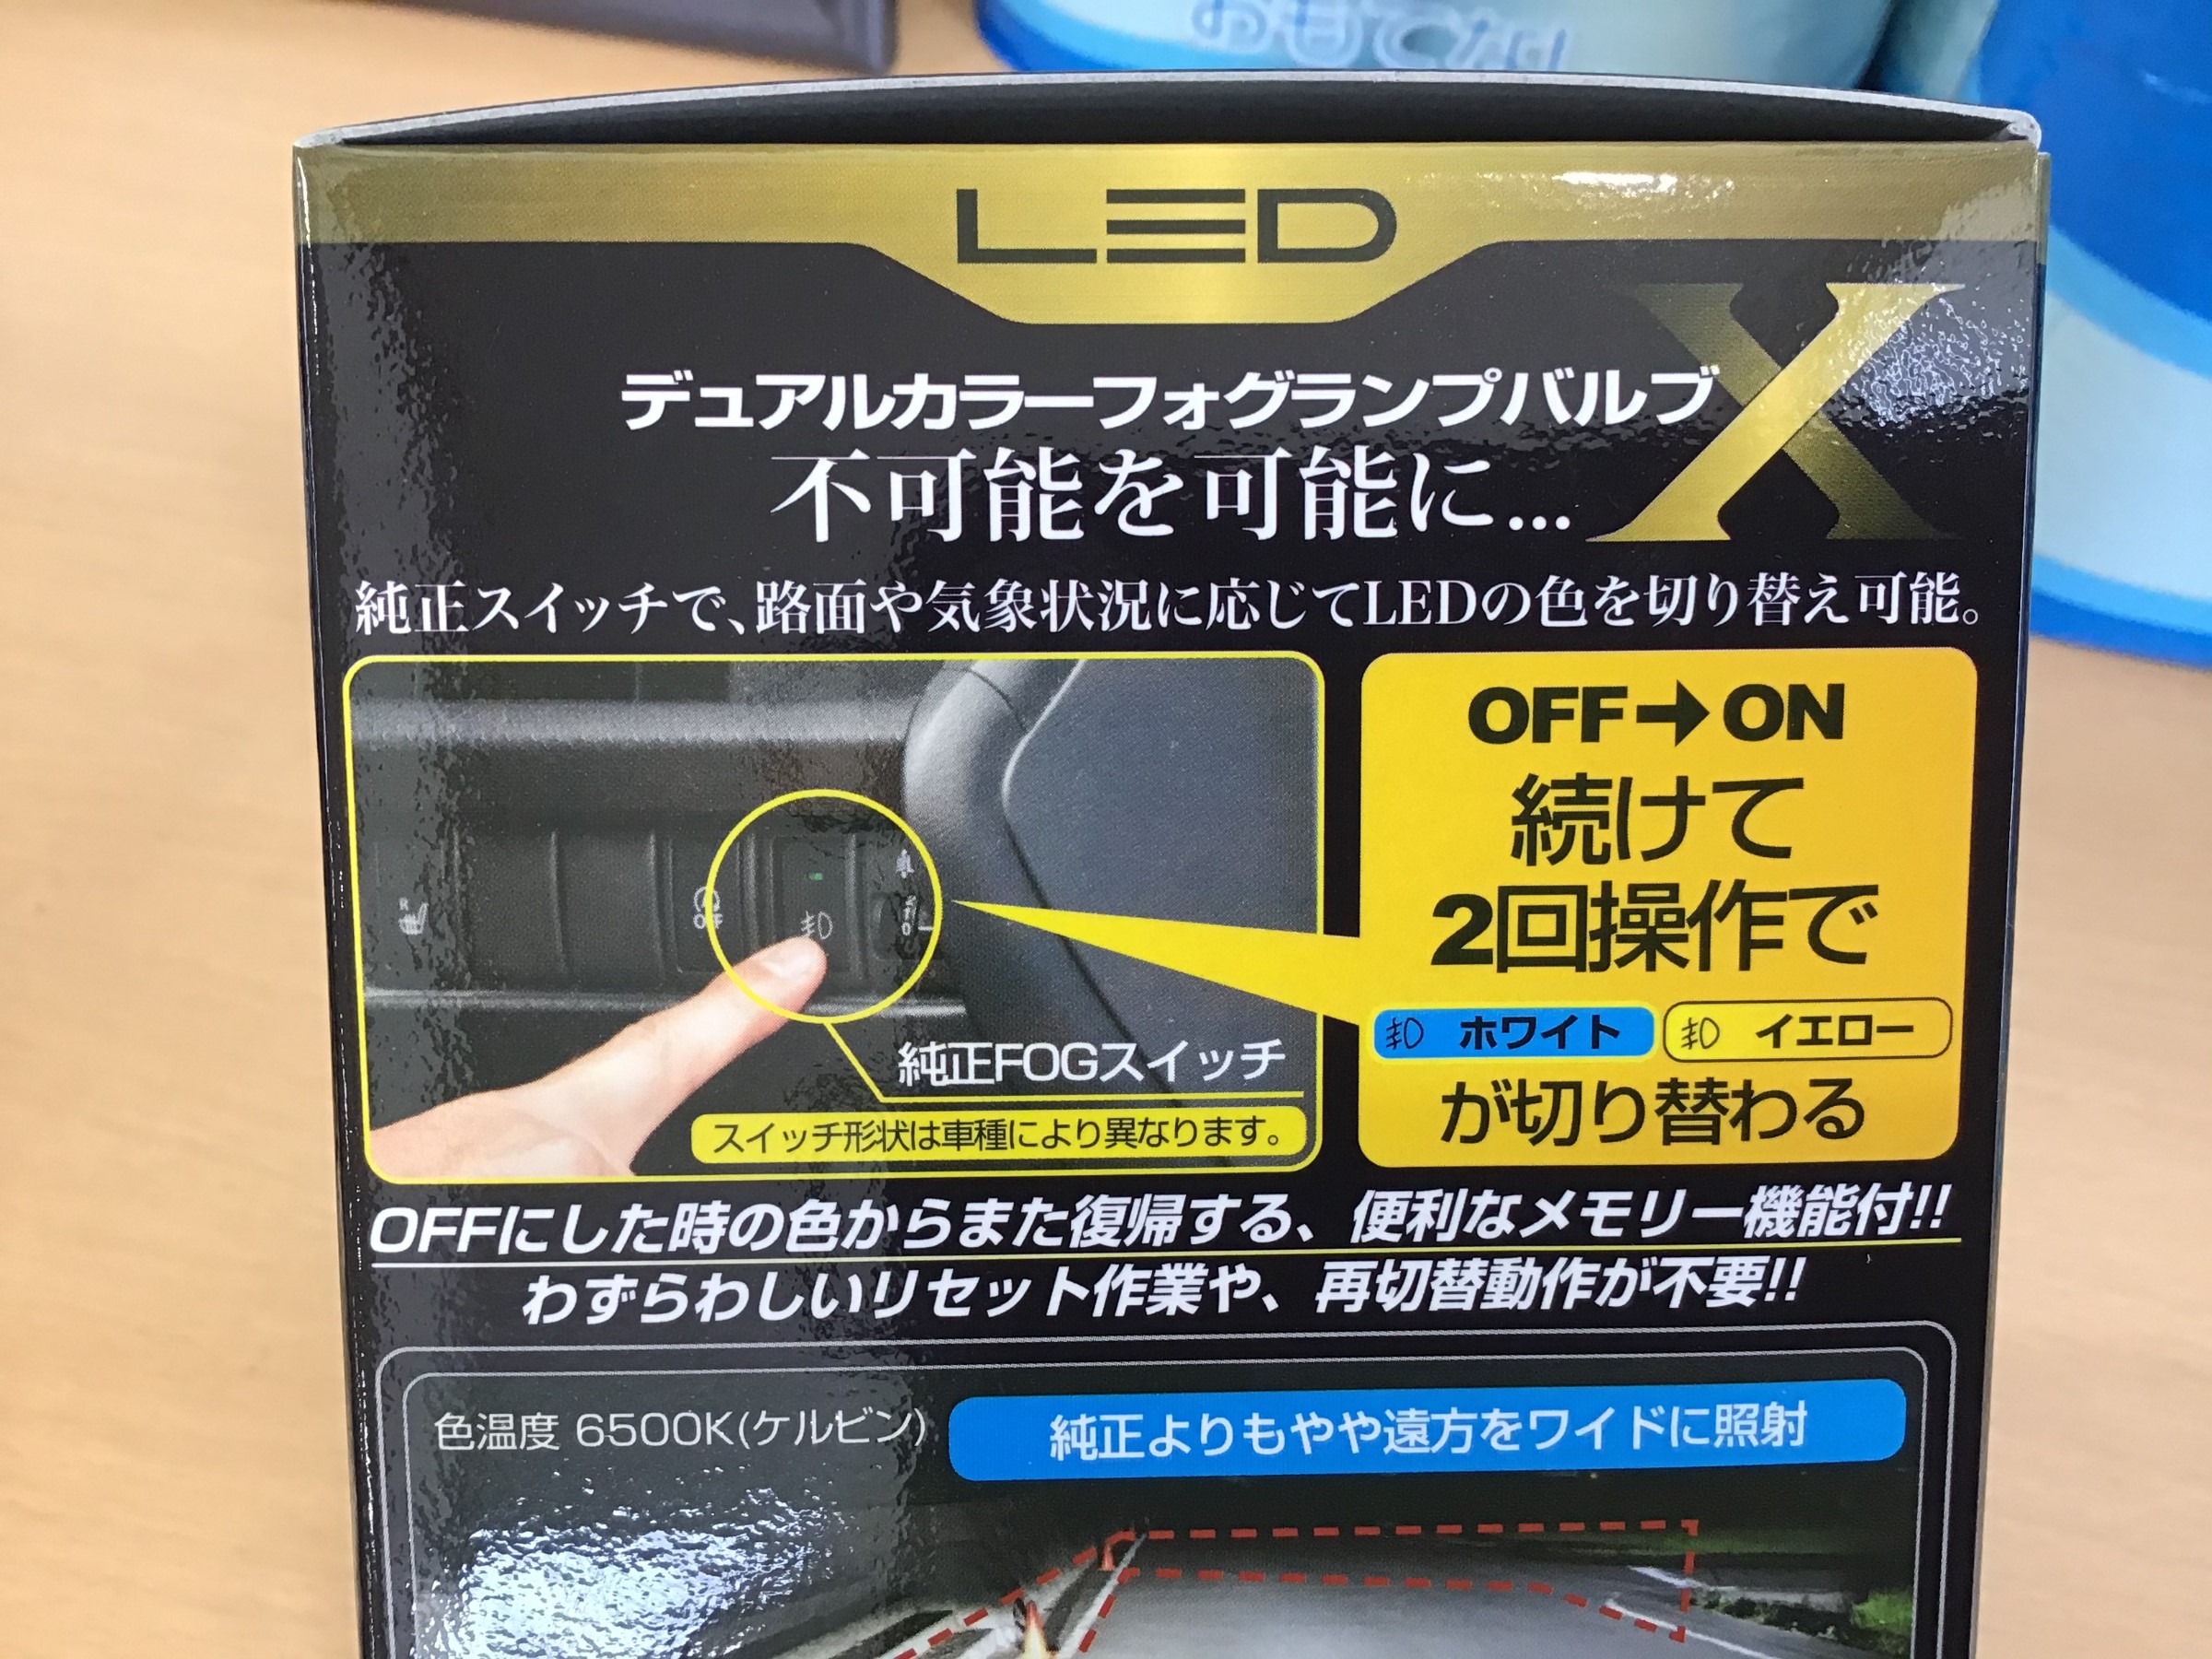 おもてなし
LED
X
デュアルカラーフォグランプバルブ
不可能を可能に…
純正スイッチで、路面や気象状況に応じてLEDの色を切り替え可能。
OFF→ON
続けて
2回操作で
ホワイト イエロー
が切り替わる
R
純正FOGスイッチ
スイッチ形状は車種により異なります。
OFFにした時の色からまた復帰する、便利なメモリー機能付!!
わずらわしいリセット作業や、再切替動作が不要!!
色温度 6500K(ケルビン)
純正よりもやや遠方をワイドに照射